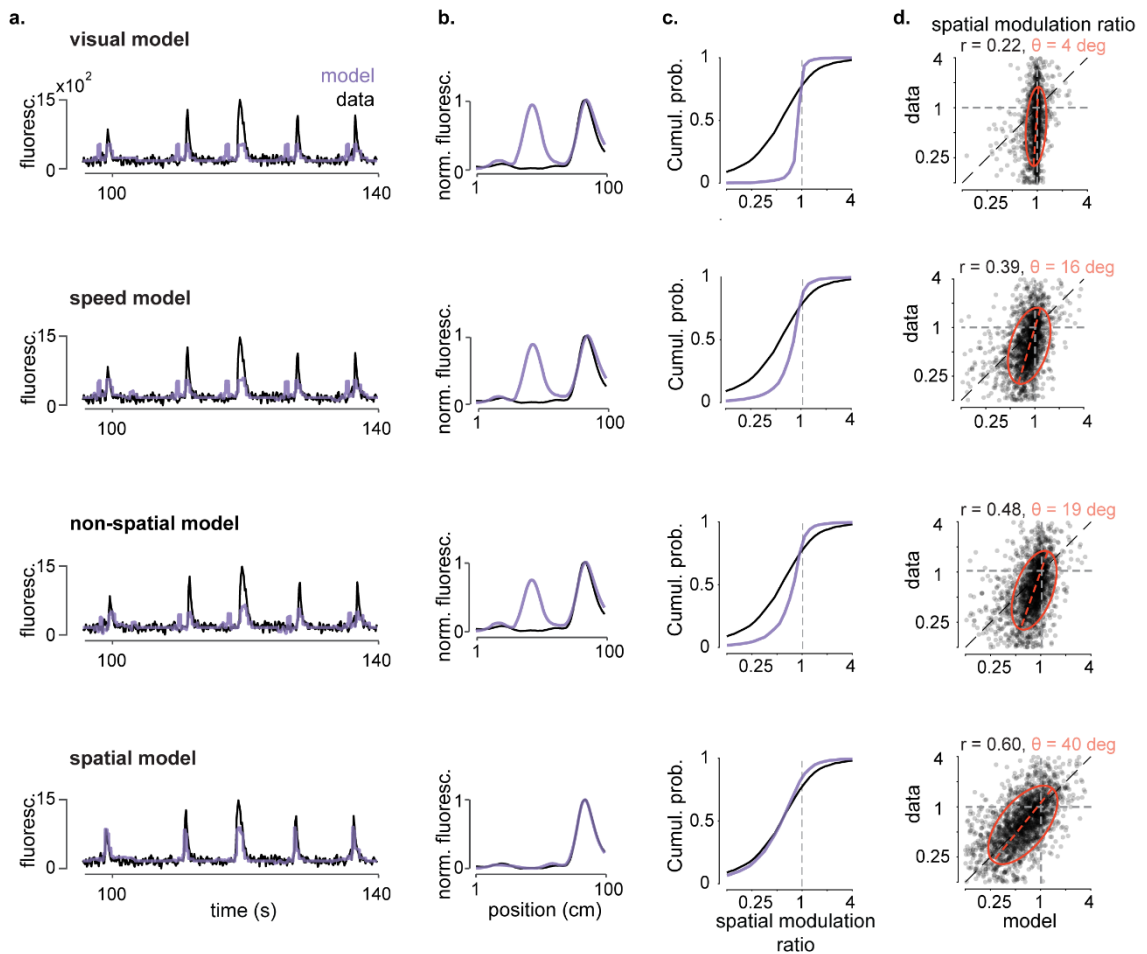 a.
b.
c.
d.
visual model
model
data
×10²
fluoresc.
15
0
100
140
norm. fluoresc.
1
0
1
100
Cumul. prob.
1
0.5
0
0.25
1
4
spatial modulation ratio
r = 0.22, θ = 4 deg
data
4
1
0.25
0.25
1
4
speed model
fluoresc.
15
0
100
140
norm. fluoresc.
1
0
1
100
Cumul. prob.
1
0.5
0
0.25
1
4
r = 0.39, θ = 16 deg
data
4
1
0.25
0.25
1
4
non-spatial model
fluoresc.
15
0
100
140
norm. fluoresc.
1
0
1
100
Cumul. prob.
1
0.5
0
0.25
1
4
r = 0.48, θ = 19 deg
data
4
1
0.25
0.25
1
4
spatial model
fluoresc.
15
0
100
140
time (s)
norm. fluoresc.
1
0
1
100
position (cm)
Cumul. prob.
1
0.5
0
0.25
1
4
spatial modulation
ratio
r = 0.60, θ = 40 deg
data
4
1
0.25
0.25
1
4
model